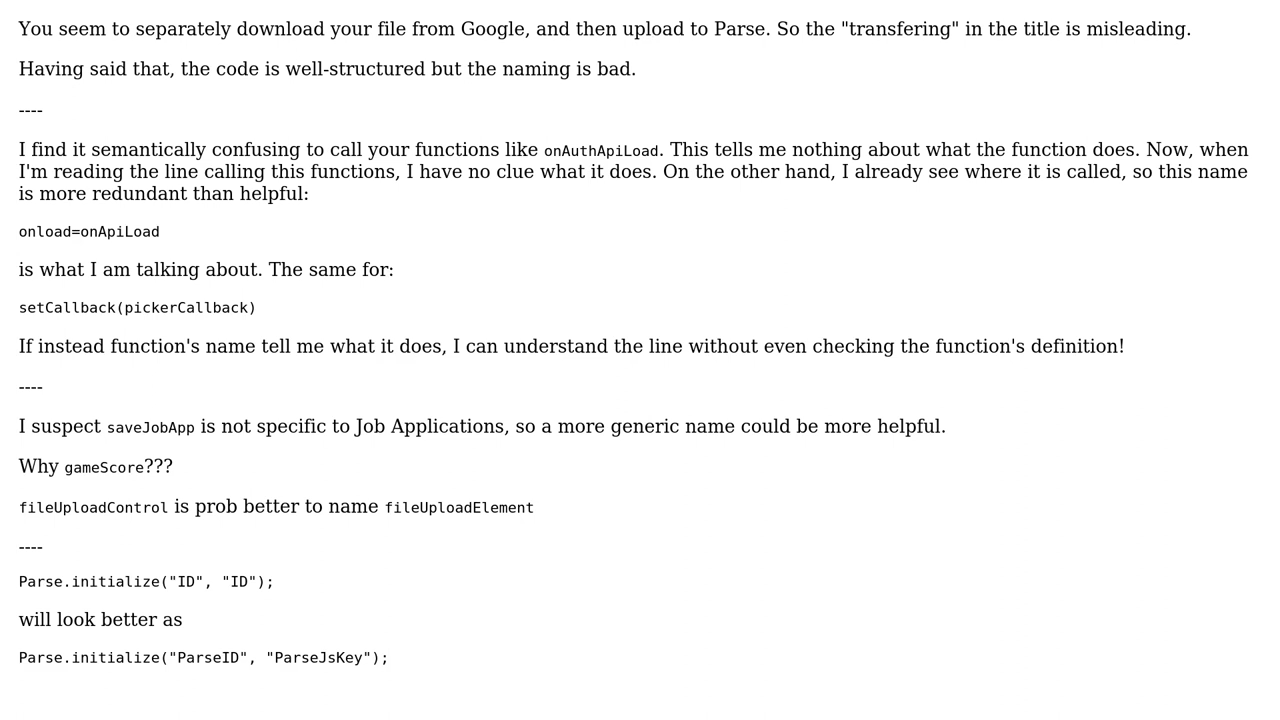 You seem to separately download your file from Google, and then upload to Parse. So the "transfering" in the title is misleading.
Having said that, the code is well-structured but the naming is bad.
----
I find it semantically confusing to call your functions like onAuthApiLoad. This tells me nothing about what the function does. Now, when
I'm reading the line calling this functions, I have no clue what it does. On the other hand, I already see where it is called, so this name
is more redundant than helpful:
onload=onApiLoad
is what I am talking about. The same for:
setCallback(pickerCallback)
If instead function's name tell me what it does, I can understand the line without even checking the function's definition!
----
I suspect saveJobApp is not specific to Job Applications, so a more generic name could be more helpful.
Why gameScore???
fileUploadControl is prob better to name fileUploadElement
----
Parse.initialize("ID", "ID");
will look better as
Parse.initialize("ParseID", "ParseJsKey");